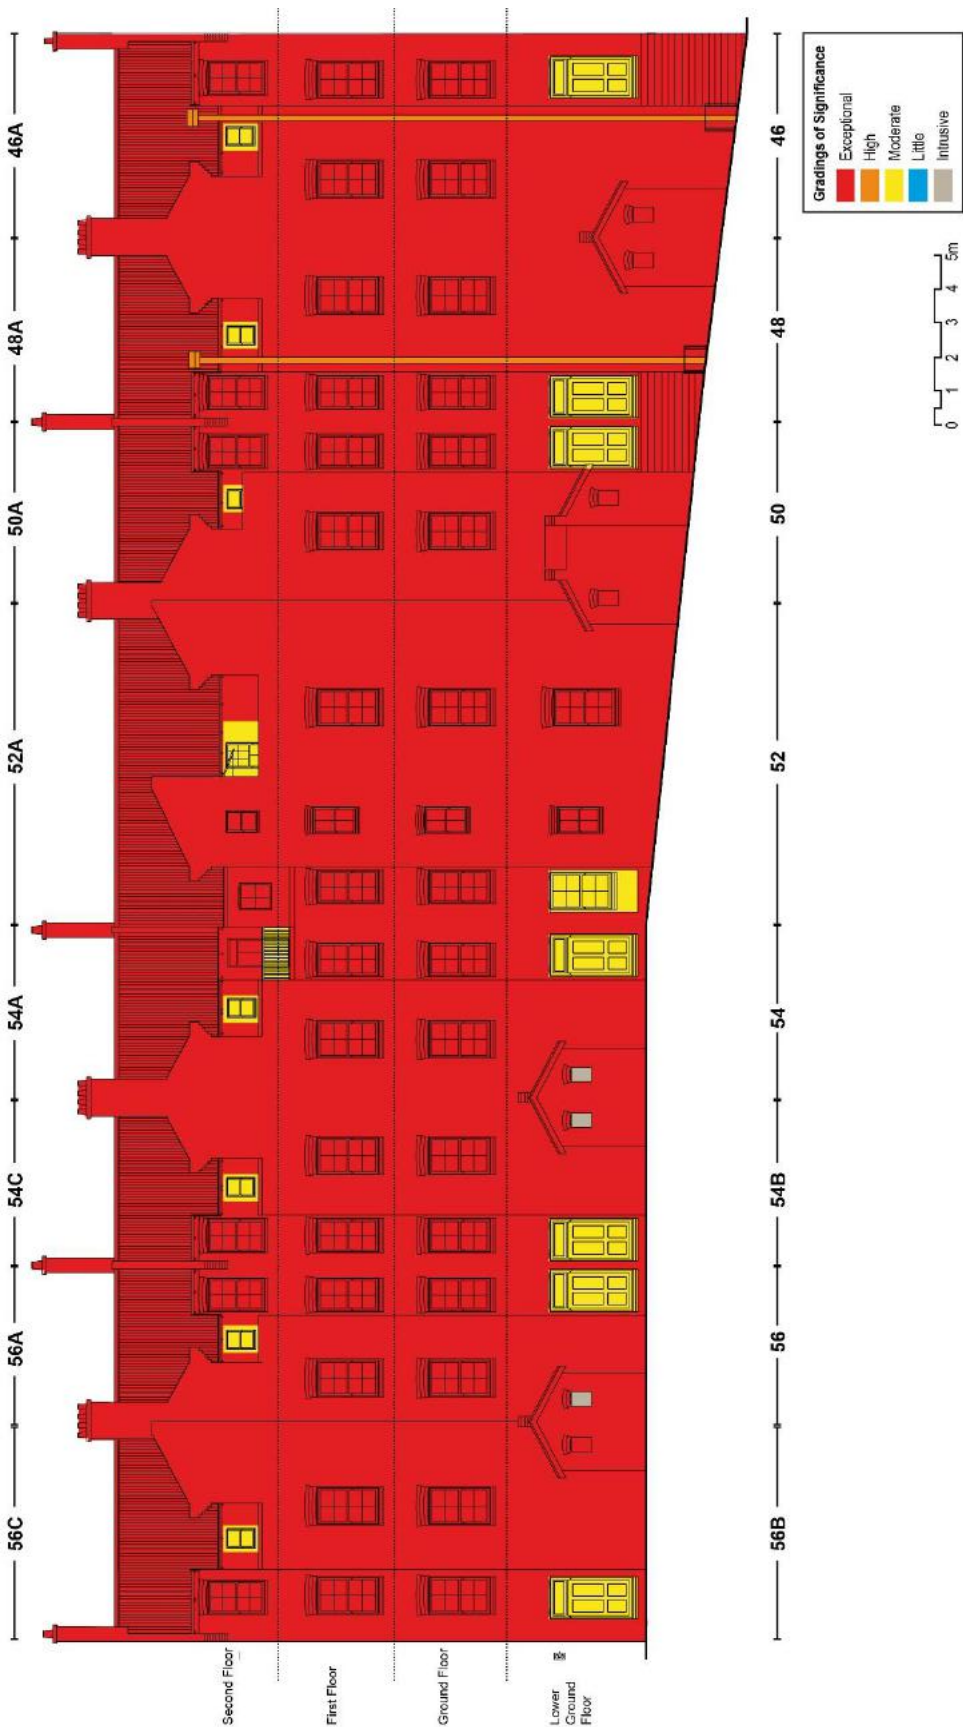 56C 56A 54C 54A 52A 50A 48A 46A
Second Floor
First Floor
Ground Floor
Lower
Ground
Floor
56B 56 54B 54 52 50 48 46
0 1 2 3 4 5m
Gradings of Significance
Exceptional
High
Moderate
Little
Intrusive